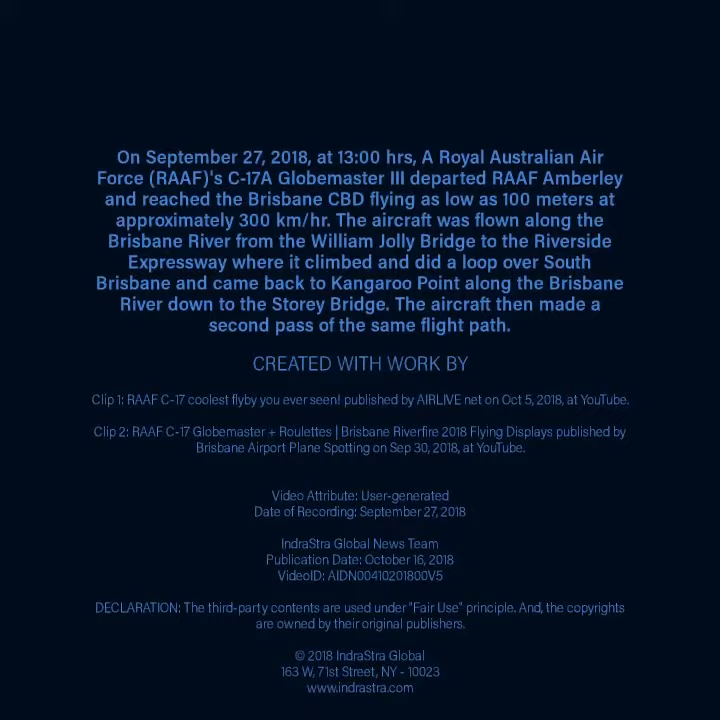 On September 27, 2018, at 13:00 hrs, A Royal Australian Air
Force (RAAF)'s C-17A Globemaster III departed RAAF Amberley
and reached the Brisbane CBD flying as low as 100 meters at
approximately 300 km/hr. The aircraft was flown along the
Brisbane River from the William Jolly Bridge to the Riverside
Expressway where it climbed and did a loop over South
Brisbane and came back to Kangaroo Point along the Brisbane
River down to the Storey Bridge. The aircraft then made a
second pass of the same flight path.
CREATED WITH WORK BY
Clip 1: RAAF C-17 coolest flyby you ever seen! published by AIRLIVE net on Oct 5, 2018, at YouTube.
Clip 2: RAAF C-17 Globemaster + Roulettes | Brisbane Riverfire 2018 Flying Displays published by
Brisbane Airport Plane Spotting on Sep 30, 2018, at YouTube.
Video Attribute: User-generated
Date of Recording: September 27, 2018
IndraStra Global News Team
Publication Date: October 16, 2018
VideoID: AIDN00410201800V5
DECLARATION: The third-party contents are used under "Fair Use" principle. And, the copyrights
are owned by their original publishers.
© 2018 IndraStra Global
163 W, 71st Street, NY - 10023
www.indrastra.com